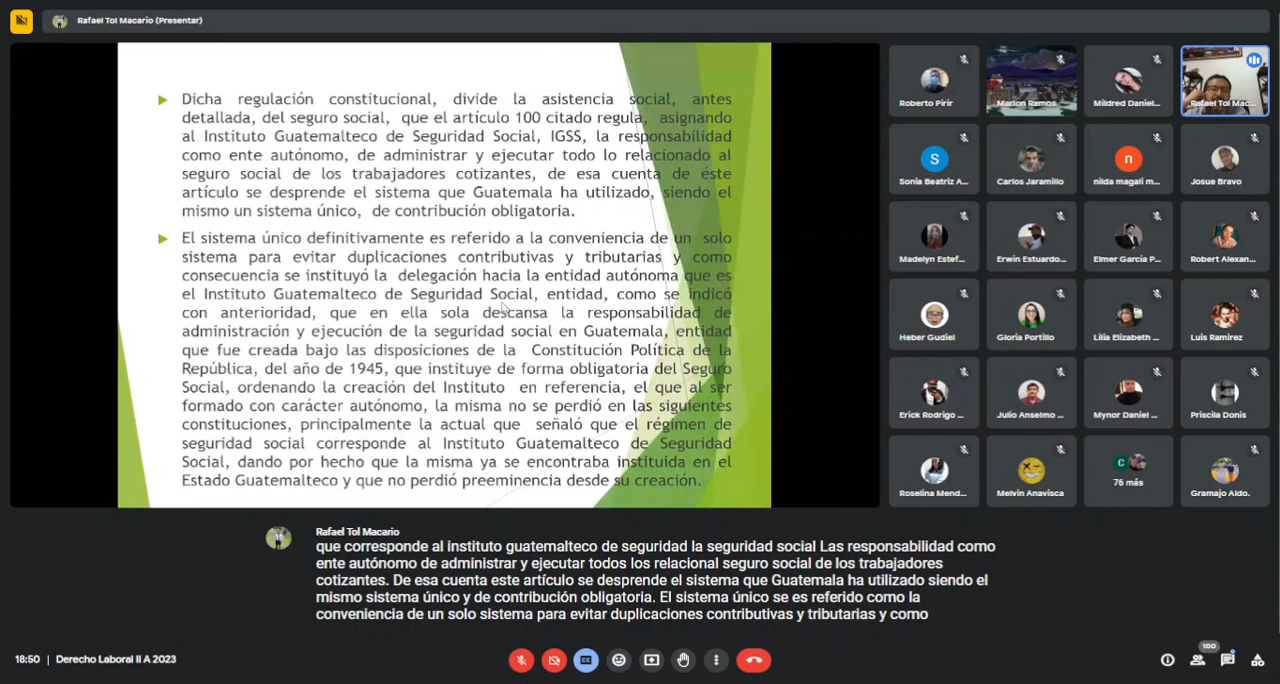 Rafael Tol Macario (Presentar)
Dicha regulación constitucional, divide la asistencia social, antes
detallada, del seguro social, que el artículo 100 citado regula, asignando
al Instituto Guatemalteco de Seguridad Social, IGSS, la responsabilidad
como ente autónomo, de administrar y ejecutar todo lo relacionado al
seguro social de los trabajadores cotizantes, de esa cuenta de éste
artículo se desprende el sistema que Guatemala ha utilizado, siendo el
mismo un sistema único, de contribución obligatoria.
El sistema único definitivamente es referido a la conveniencia de un solo
sistema para evitar duplicaciones contributivas y tributarias y como
consecuencia se instituyó la delegación hacia la entidad autónoma que es
el Instituto Guatemalteco de Seguridad Social, entidad, como se indicó
con anterioridad, que en ella sola descansa la responsabilidad de
administración y ejecución de la seguridad social en Guatemala, entidad
que fue creada bajo las disposiciones de la Constitución Política de la
República, del año de 1945, que instituye de forma obligatoria del Seguro
Social, ordenando la creación del Instituto en referencia, el que al ser
formado con carácter autónomo, la misma no se perdió en las siguientes
constituciones, principalmente la actual que señaló que el régimen de
seguridad social corresponde al Instituto Guatemalteco de Seguridad
Social, dando por hecho que la misma ya se encontraba instituida en el
Estado Guatemalteco y que no perdió preeminencia desde su creación.
Roberto Pirir
Marlon Ramos
Mildred Daniel...
Rafael Tol Mac...
S
n
Sonia Beatriz A...
Carlos Jaramillo
nilda magali m...
Josue Bravo
Madelyn Estef...
Erwin Estuardo...
Elmer García P...
Robert Alexan...
Heber Gudiel
Gloria Portillo
Lilia Elizabeth ...
Luis Ramírez
Erick Rodrigo ...
Julio Anselmo ...
Mynor Daniel ...
Priscila Donis
C
Roselina Mend...
Melvin Anavisca
76 más
Gramajo Aldo.
Rafael Tol Macario
que corresponde al instituto guatemalteco de seguridad la seguridad social Las responsabilidad como
ente autónomo de administrar y ejecutar todos los relacional seguro social de los trabajadores
cotizantes. De esa cuenta este artículo se desprende el sistema que Guatemala ha utilizado siendo el
mismo sistema único y de contribución obligatoria. El sistema único se es referido como la
conveniencia de un solo sistema para evitar duplicaciones contributivas y tributarias y como
18:50 | Derecho Laboral II A 2023
CC
100